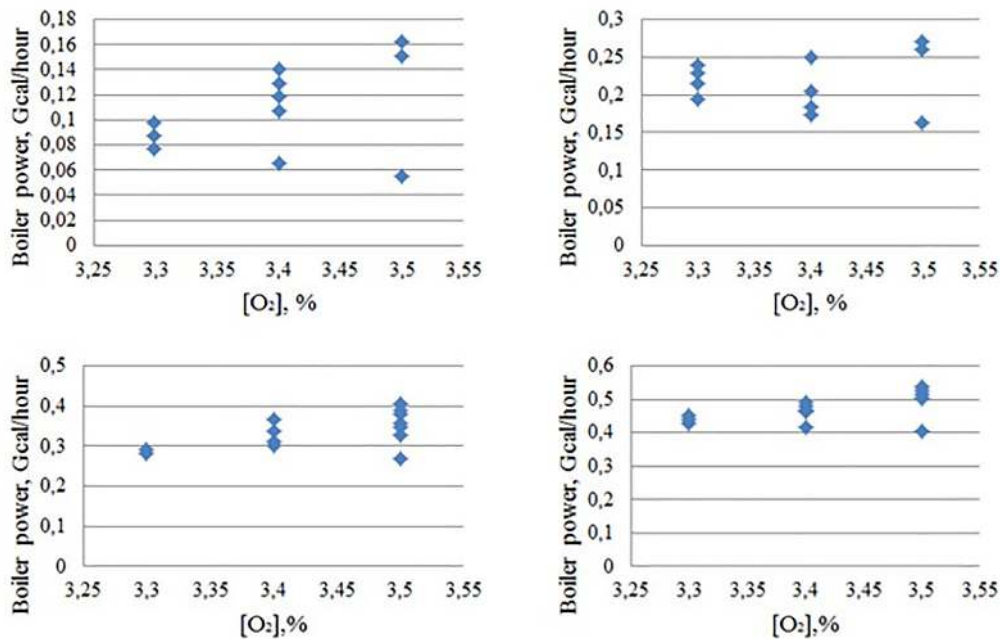 Boiler power, Gcal/hour
0,18
0,16
0,14
0,12
0,1
0,08
0,06
0,04
0,02
0
3,25 3,3 3,35 3,4 3,45 3,5 3,55
[O₂], %
Boiler power, Gcal/hour
0,3
0,25
0,2
0,15
0,1
0,05
0
3,25 3,3 3,35 3,4 3,45 3,5 3,55
[O₂], %
Boiler power, Gcal/hour
0,5
0,4
0,3
0,2
0,1
0
3,25 3,3 3,35 3,4 3,45 3,5 3,55
[O₂],%
Boiler power, Gcal/hour
0,6
0,5
0,4
0,3
0,2
0,1
0
3,25 3,3 3,35 3,4 3,45 3,5 3,55
[O₂], %